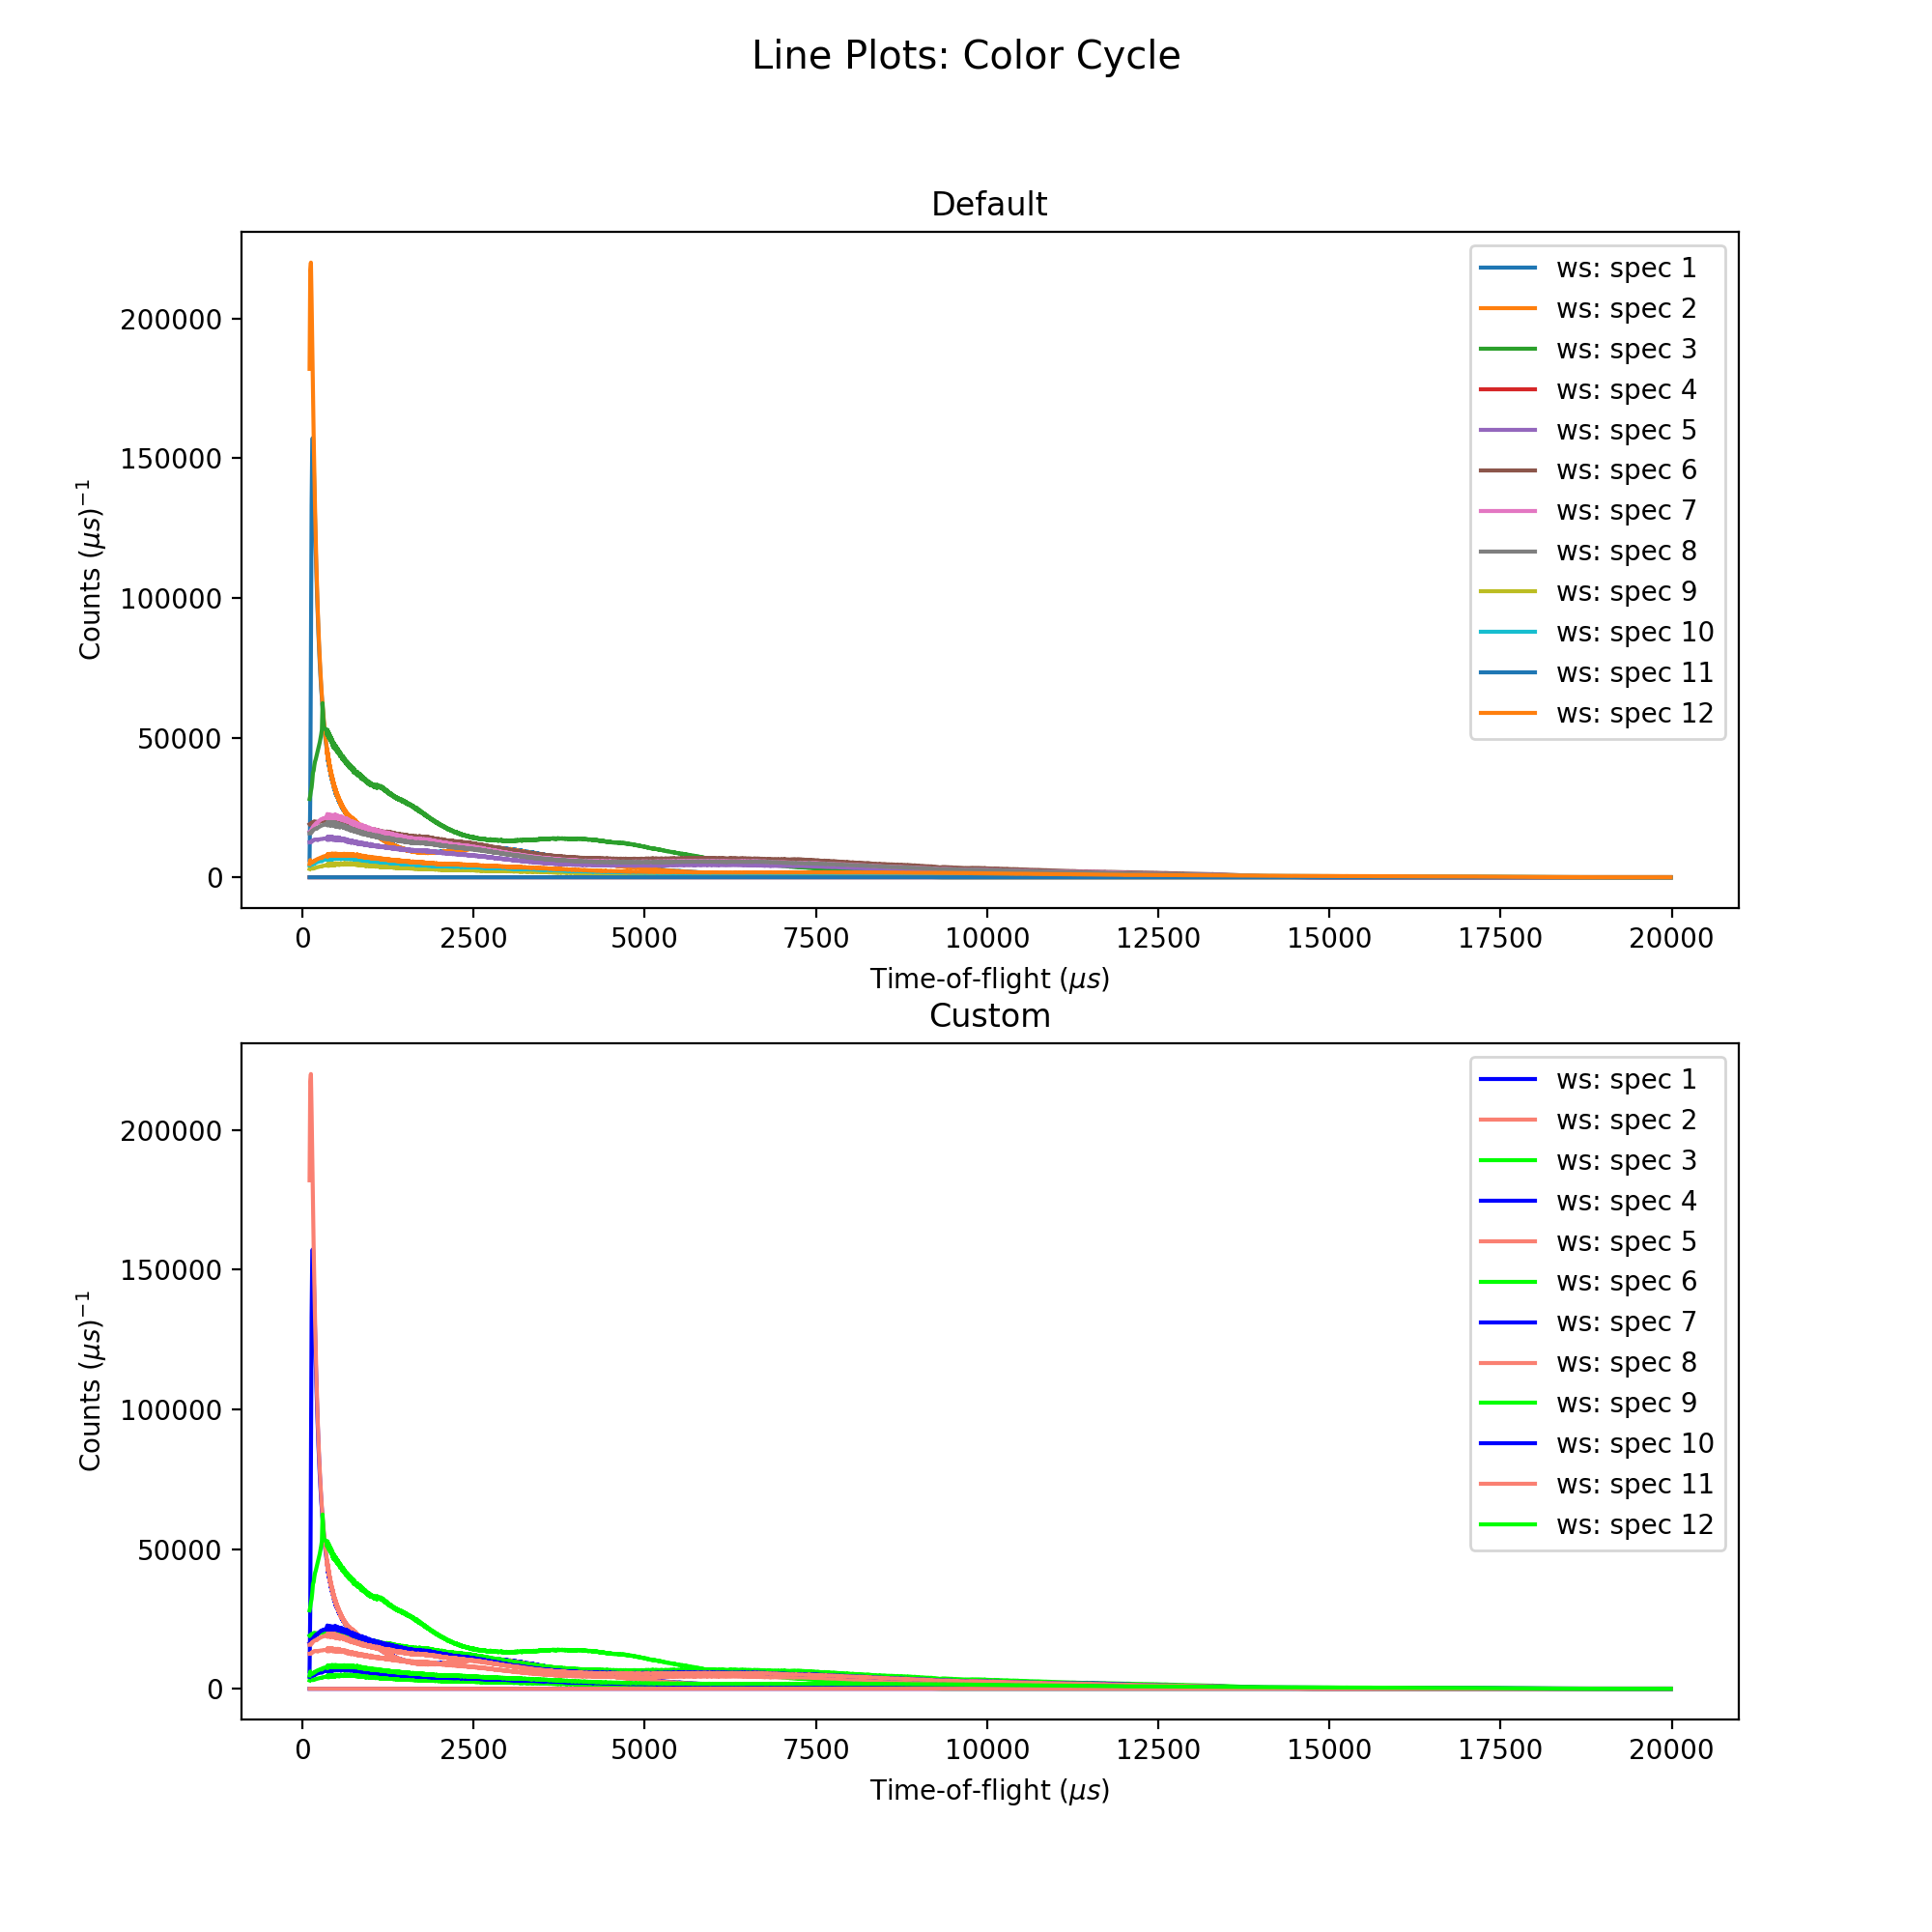 Line Plots: Color Cycle
Default
200000
150000
100000
50000
0
Counts (μs)⁻¹
ws: spec 1
ws: spec 2
ws: spec 3
ws: spec 4
ws: spec 5
ws: spec 6
ws: spec 7
ws: spec 8
ws: spec 9
ws: spec 10
ws: spec 11
ws: spec 12
0 2500 5000 7500 10000 12500 15000 17500 20000
Time-of-flight (μs)
Custom
200000
150000
100000
50000
0
Counts (μs)⁻¹
ws: spec 1
ws: spec 2
ws: spec 3
ws: spec 4
ws: spec 5
ws: spec 6
ws: spec 7
ws: spec 8
ws: spec 9
ws: spec 10
ws: spec 11
ws: spec 12
0 2500 5000 7500 10000 12500 15000 17500 20000
Time-of-flight (μs)